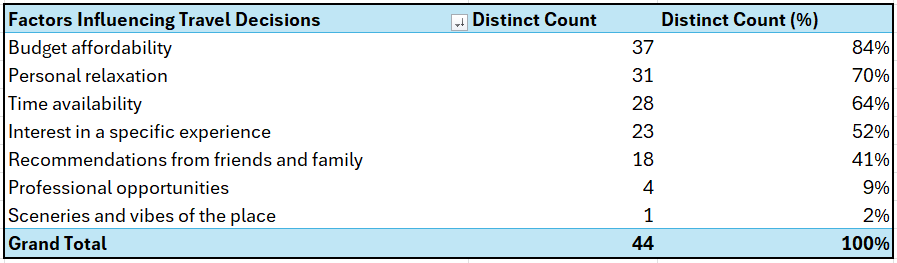 Factors Influencing Travel Decisions Distinct Count Distinct Count (%)
Budget affordability 37 84%
Personal relaxation 31 70%
Time availability 28 64%
Interest in a specific experience 23 52%
Recommendations from friends and family 18 41%
Professional opportunities 4 9%
Sceneries and vibes of the place 1 2%
Grand Total 44 100%